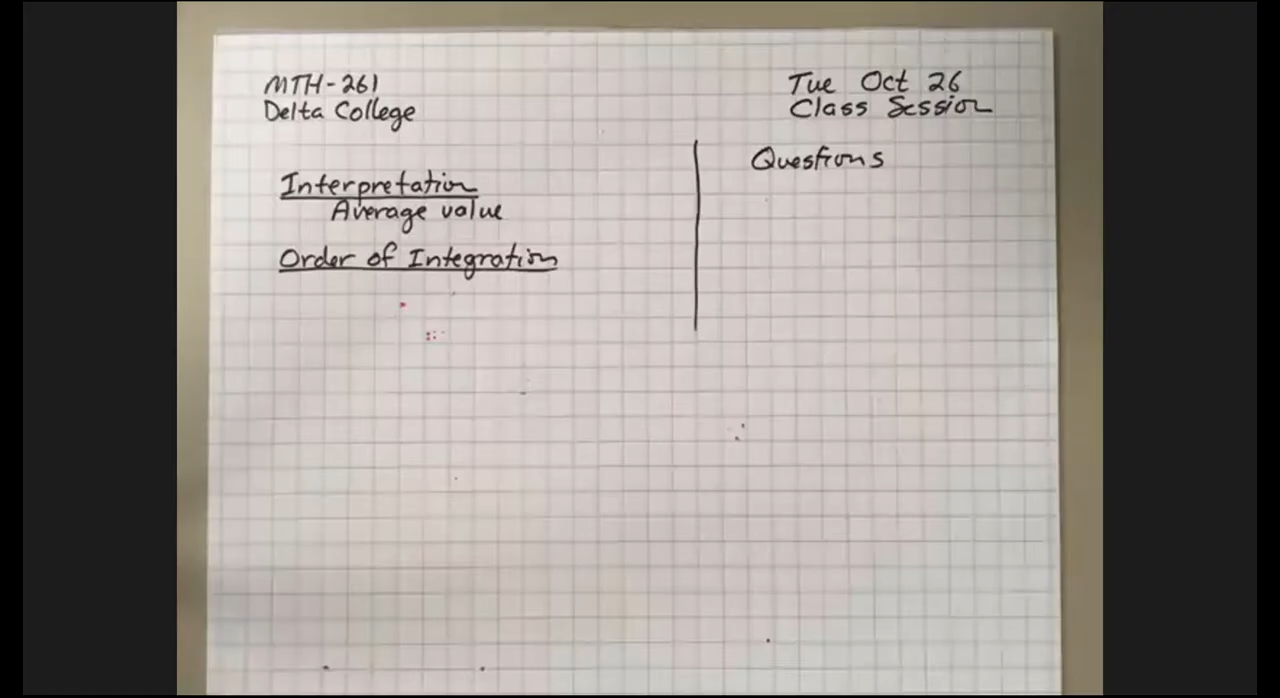 MTH-261
Delta College
Tue Oct 26
Class Session
Interpretation
Average value
Order of Integration
Questions